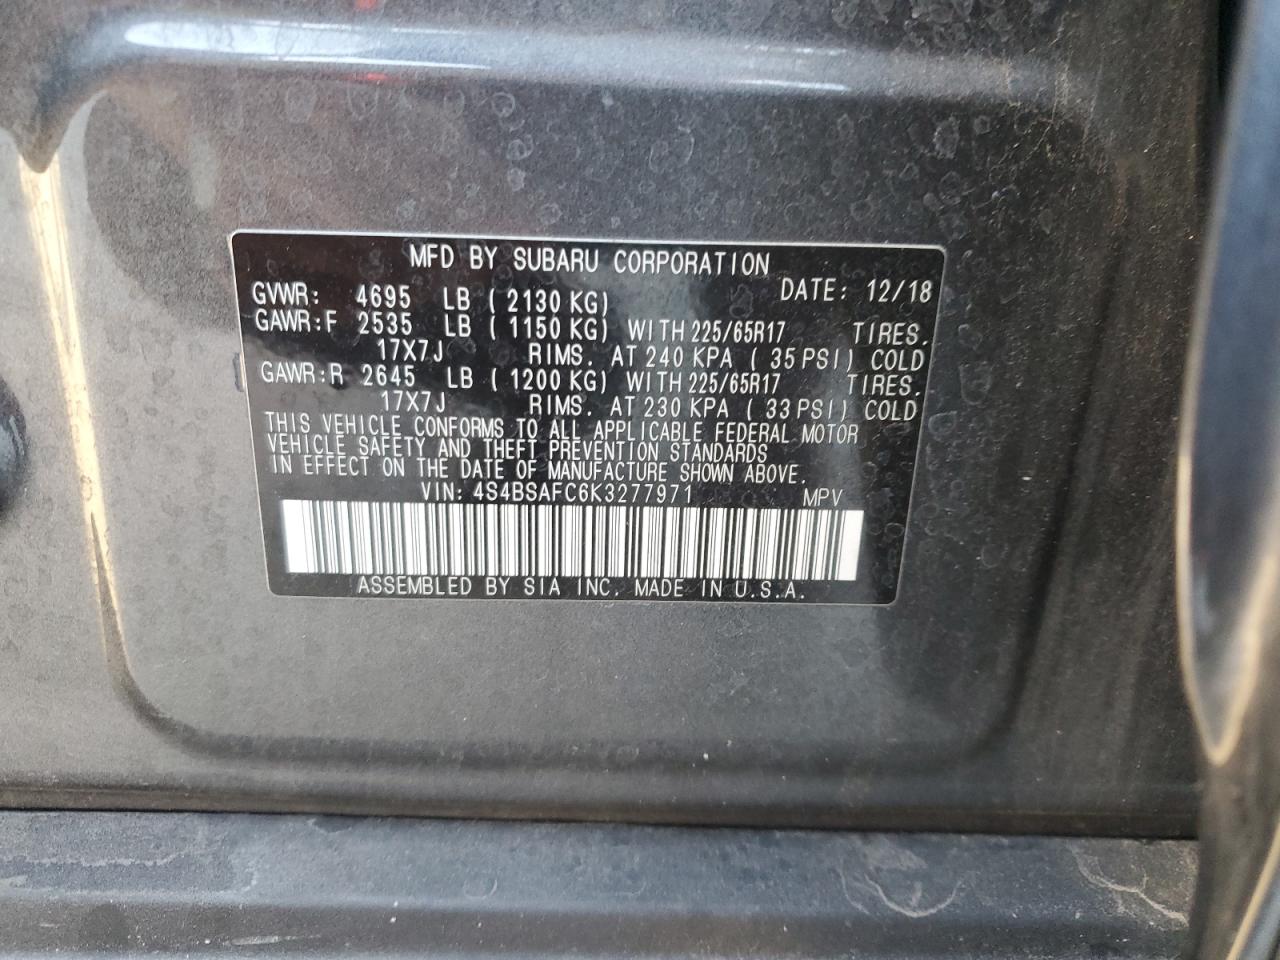 MFD BY SUBARU CORPORATION
GVWR: 4695 LB ( 2130 KG) DATE: 12/18
GAWR:F 2535 LB ( 1150 KG) WITH 225/65R17 TIRES.
17X7J RIMS. AT 240 KPA ( 35 PSI) COLD
GAWR:R 2645 LB ( 1200 KG) WITH 225/65R17 TIRES.
17X7J RIMS. AT 230 KPA ( 33 PSI) COLD
THIS VEHICLE CONFORMS TO ALL APPLICABLE FEDERAL MOTOR
VEHICLE SAFETY AND THEFT PREVENTION STANDARDS
IN EFFECT ON THE DATE OF MANUFACTURE SHOWN ABOVE.
VIN: 4S4BSAFC6K3277971 MPV
ASSEMBLED BY SIA INC. MADE IN U.S.A.